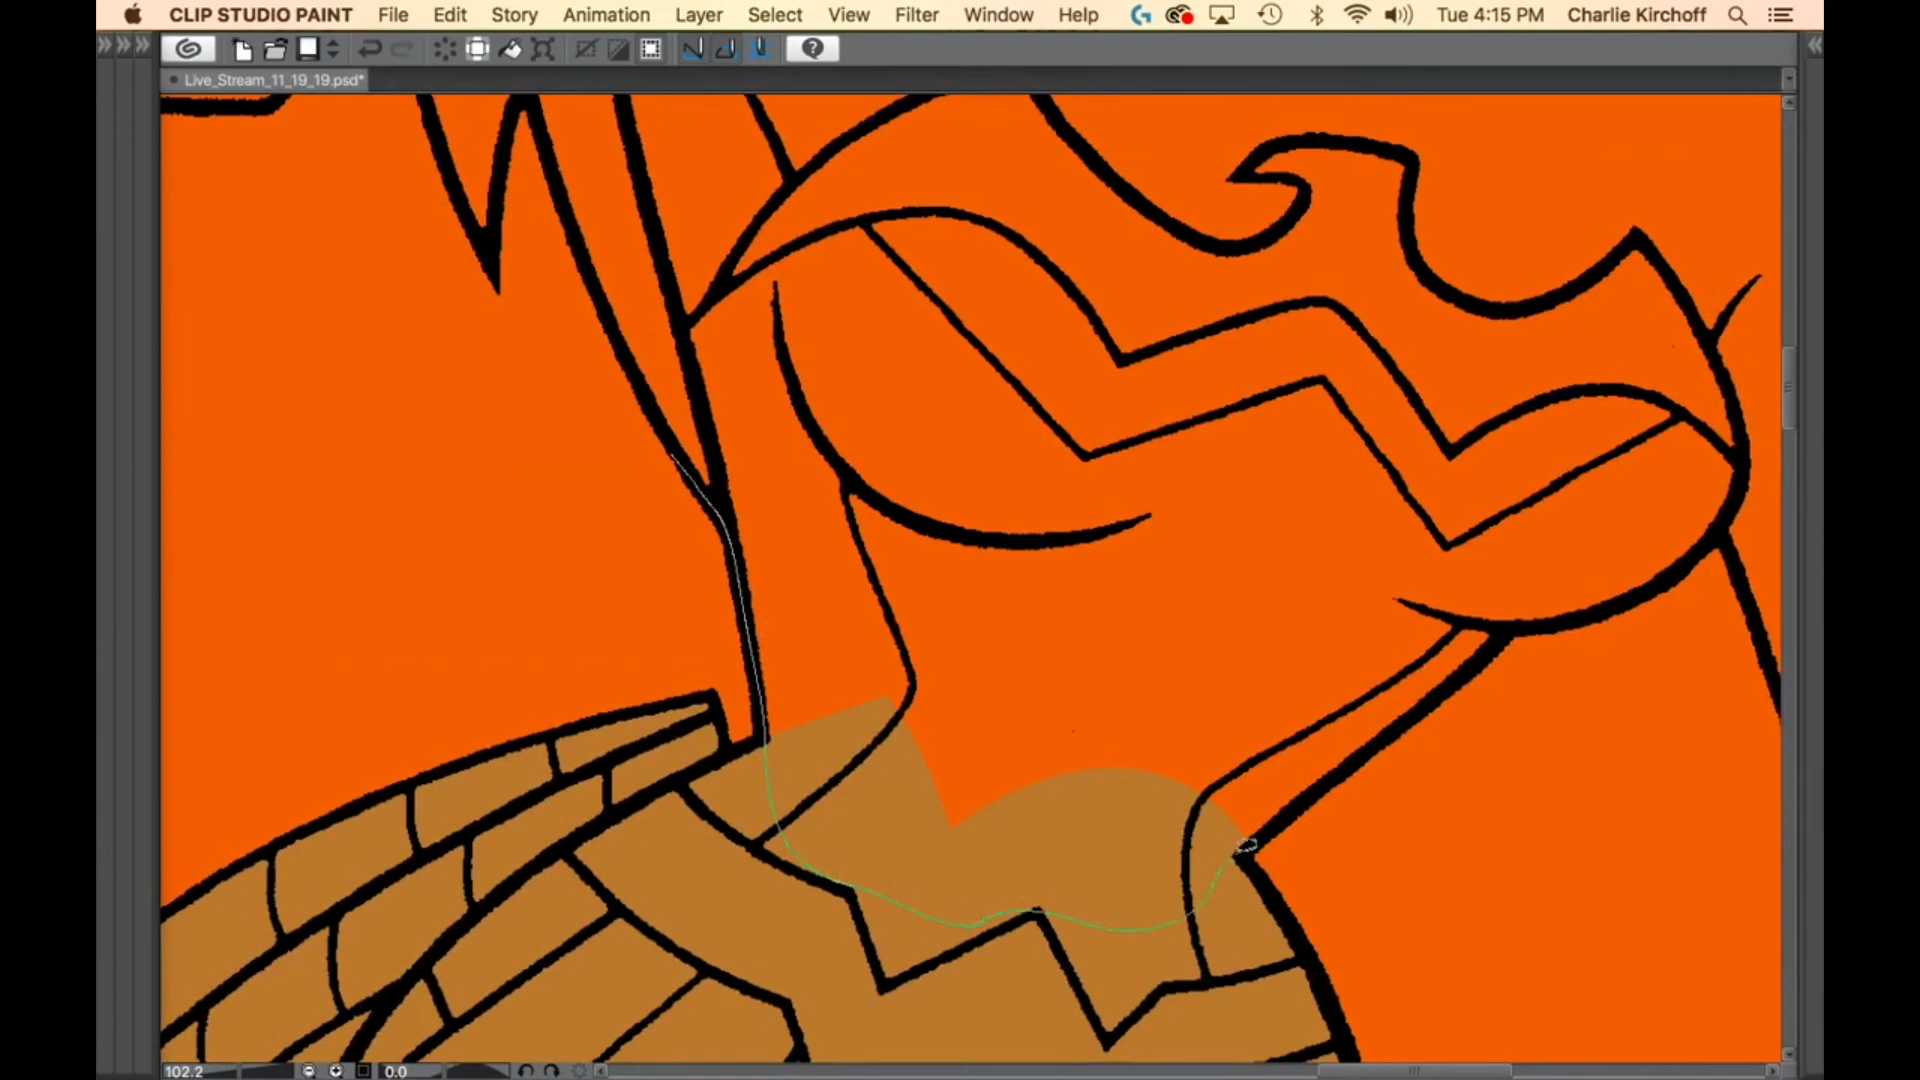 CLIP STUDIO PAINT File Edit Story Animation Layer Select View Filter Window Help Tue 4:15 PM Charlie Kirchoff
Live_Stream_11_19_19.psd*
102.2 0.0